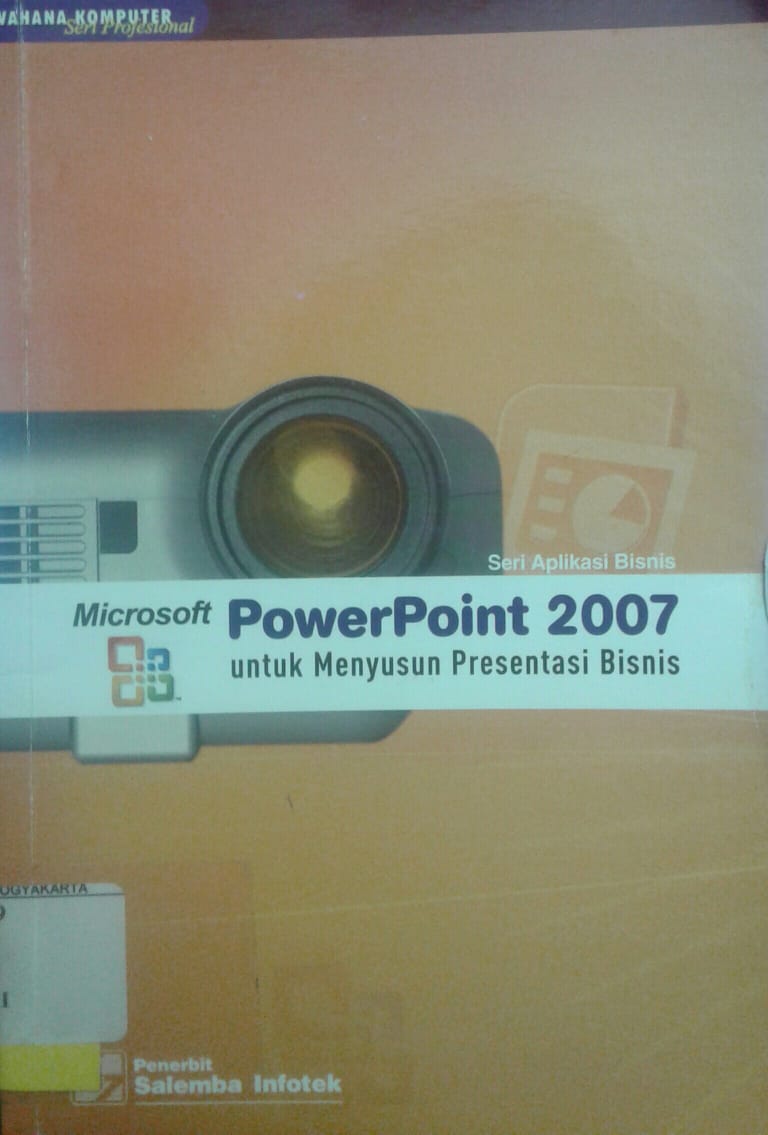 WAHANA KOMPUTER
Seri Profesional
Seri Aplikasi Bisnis
Microsoft PowerPoint 2007
untuk Menyusun Presentasi Bisnis
OGYAKARTA
I
Penerbit
Salemba Infotek